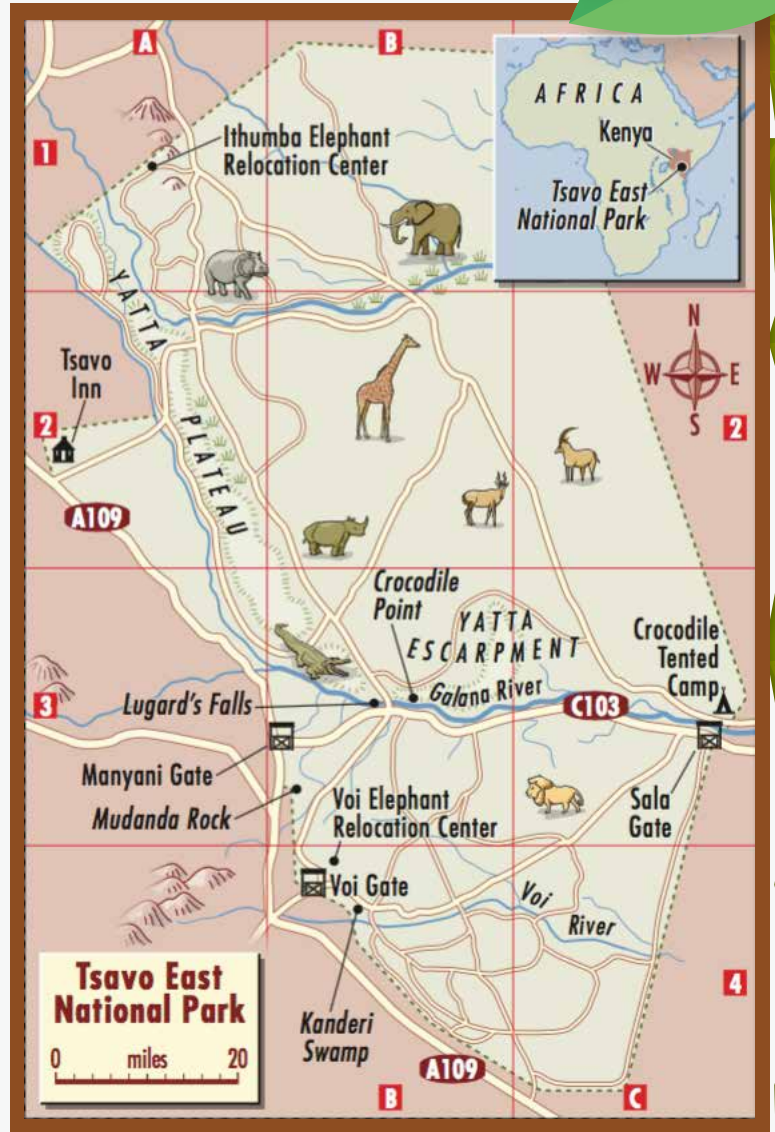 A
B
AFRICA
Kenya
Tsavo East
National Park
1
Ithumba Elephant
Relocation Center
YATTA
PLATEAU
N
W
E
S
Tsavo
Inn
2
2
A109
Crocodile
Point
YATTA
ESCARPMENT
Crocodile
Tented
Camp
Galana River
3
Lugard's Falls
C103
Manyani Gate
Mudanda Rock
Voi Elephant
Relocation Center
Sala
Gate
Voi Gate
Voi
River
Tsavo East
National Park
0 miles 20
4
Kanderi
Swamp
A109
B
C